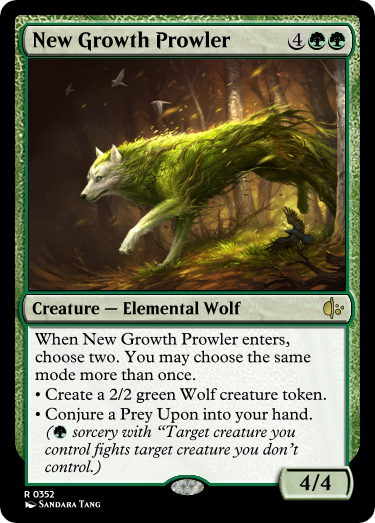 New Growth Prowler 4
Creature — Elemental Wolf
When New Growth Prowler enters,
choose two. You may choose the same
mode more than once.
• Create a 2/2 green Wolf creature token.
• Conjure a Prey Upon into your hand.
( sorcery with “Target creature you
control fights target creature you don’t
control.)
4/4
R 0352
Sandara Tang